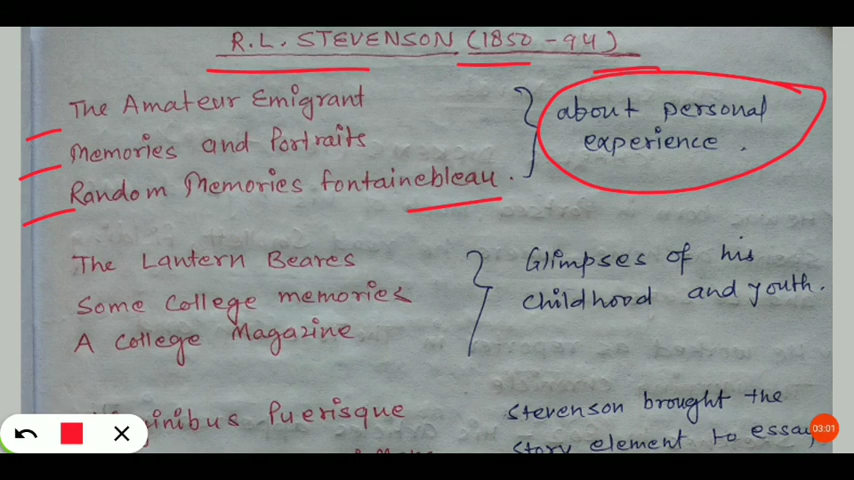 R.L. STEVENSON (1850-94)
The Amateur Emigrant
Memories and Portraits
Random Memories fontainebleau.
about personal
experience.
The Lantern Beares
Some College memories
A College Magazine
Glimpses of his
childhood and youth.
Puerisque
Stevenson brought the
story element to essay
03:01